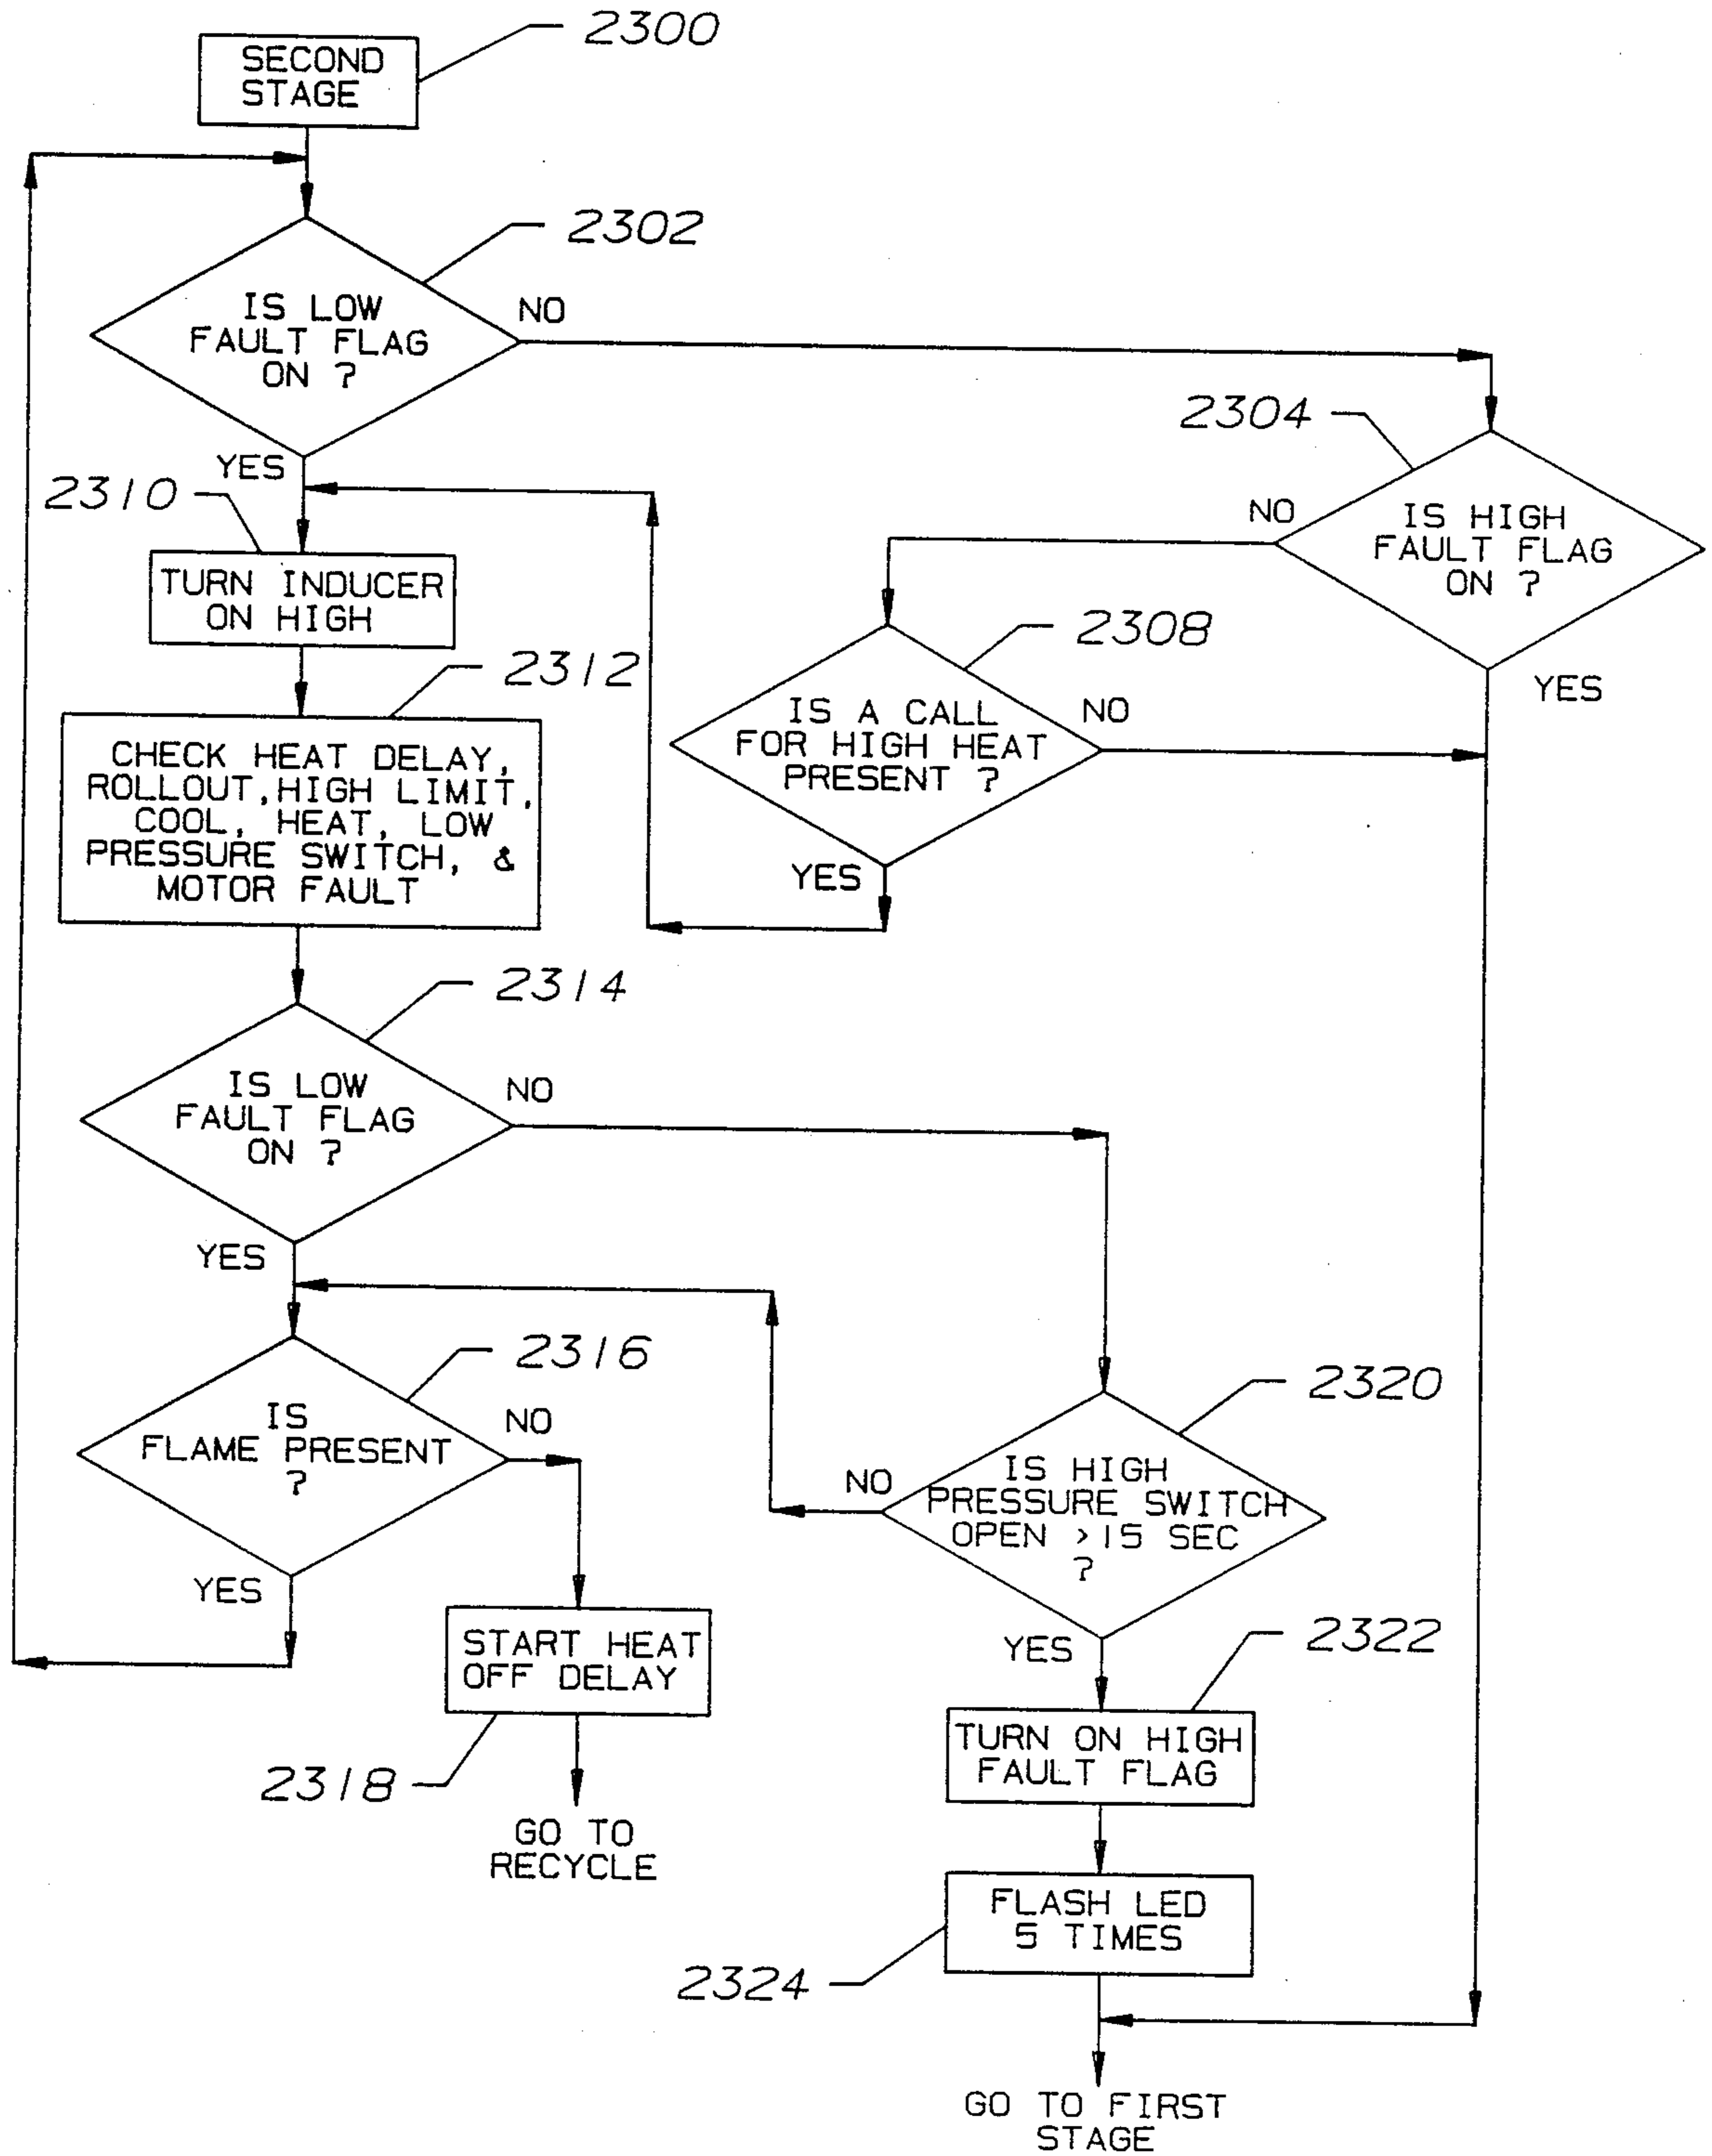 2300
SECOND
STAGE
2302
IS LOW
FAULT FLAG
ON ?
NO
YES
2304
IS HIGH
FAULT FLAG
ON ?
NO
YES
2308
IS A CALL
FOR HIGH HEAT
PRESENT ?
NO
YES
2310
TURN INDUCER
ON HIGH
2312
CHECK HEAT DELAY,
ROLLOUT, HIGH LIMIT,
COOL, HEAT, LOW
PRESSURE SWITCH, &
MOTOR FAULT
2314
IS LOW
FAULT FLAG
ON ?
NO
YES
2316
IS
FLAME PRESENT
?
NO
YES
2320
IS HIGH
PRESSURE SWITCH
OPEN >15 SEC
?
NO
YES
START HEAT
OFF DELAY
2318
GO TO
RECYCLE
2322
TURN ON HIGH
FAULT FLAG
FLASH LED
5 TIMES
2324
GO TO FIRST
STAGE